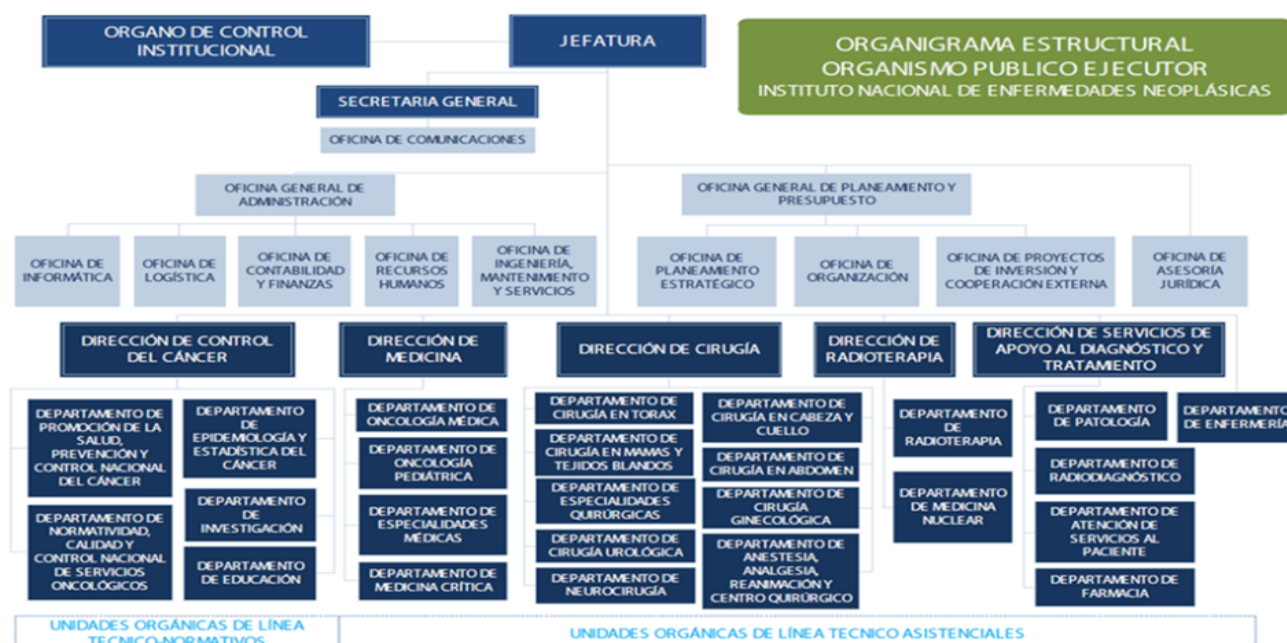 ORGANO DE CONTROL
INSTITUCIONAL
JEFATURA
ORGANIGRAMA ESTRUCTURAL
ORGANISMO PUBLICO EJECUTOR
INSTITUTO NACIONAL DE ENFERMEDADES NEOPLÁSICAS
SECRETARIA GENERAL
OFICINA DE COMUNICACIONES
OFICINA GENERAL DE
ADMINISTRACIÓN
OFICINA GENERAL DE PLANEAMIENTO Y
PRESUPUESTO
OFICINA DE
INFORMÁTICA
OFICINA DE
LOGÍSTICA
OFICINA DE
CONTABILIDAD
Y FINANZAS
OFICINA DE
RECURSOS
HUMANOS
OFICINA DE
INGENIERÍA,
MANTENIMIENTO
Y SERVICIOS
OFICINA DE
PLANEAMIENTO
ESTRATÉGICO
OFICINA DE
ORGANIZACIÓN
OFICINA DE PROYECTOS
DE INVERSIÓN Y
COOPERACIÓN EXTERNA
OFICINA DE
ASESORÍA
JURÍDICA
DIRECCIÓN DE CONTROL
DEL CÁNCER
DIRECCIÓN DE
MEDICINA
DIRECCIÓN DE CIRUGÍA
DIRECCIÓN DE
RADIOTERAPIA
DIRECCIÓN DE SERVICIOS DE
APOYO AL DIAGNÓSTICO Y
TRATAMIENTO
DEPARTAMENTO DE
PROMOCIÓN DE LA
SALUD,
PREVENCIÓN Y
CONTROL NACIONAL
DEL CÁNCER
DEPARTAMENTO DE
NORMATIVIDAD,
CALIDAD Y
CONTROL NACIONAL
DE SERVICIOS
ONCOLÓGICOS
DEPARTAMENTO
DE
EPIDEMIOLOGÍA Y
ESTADÍSTICA DEL
CÁNCER
DEPARTAMENTO
DE
INVESTIGACIÓN
DEPARTAMENTO
DE EDUCACIÓN
DEPARTAMENTO DE
ONCOLOGÍA MÉDICA
DEPARTAMENTO
DE ONCOLOGÍA
PEDIÁTRICA
DEPARTAMENTO DE
ESPECIALIDADES
MÉDICAS
DEPARTAMENTO DE
MEDICINA CRÍTICA
DEPARTAMENTO DE
CIRUGÍA EN TORAX
DEPARTAMENTO DE
CIRUGÍA EN MAMAS Y
TEJIDOS BLANDOS
DEPARTAMENTO DE
ESPECIALIDADES
QUIRÚRGICAS
DEPARTAMENTO DE
CIRUGÍA UROLÓGICA
DEPARTAMENTO DE
NEUROCIRUGÍA
DEPARTAMENTO DE
CIRUGÍA EN CABEZA Y
CUELLO
DEPARTAMENTO DE
CIRUGÍA EN ABDOMEN
DEPARTAMENTO DE
CIRUGÍA
GINECOLÓGICA
DEPARTAMENTO DE
ANESTESIA,
ANALGESIA,
REANIMACIÓN Y
CENTRO QUIRÚRGICO
DEPARTAMENTO
DE
RADIOTERAPIA
DEPARTAMENTO
DE MEDICINA
NUCLEAR
DEPARTAMENTO
DE PATOLOGÍA
DEPARTAMENTO DE
RADIODIAGNÓSTICO
DEPARTAMENTO DE
ATENCIÓN DE
SERVICIOS AL
PACIENTE
DEPARTAMENTO DE
FARMACIA
DEPARTAMENTO
DE ENFERMERÍA
UNIDADES ORGÁNICAS DE LÍNEA
TECNICO-NORMATIVOS
UNIDADES ORGÁNICAS DE LÍNEA TECNICO ASISTENCIALES